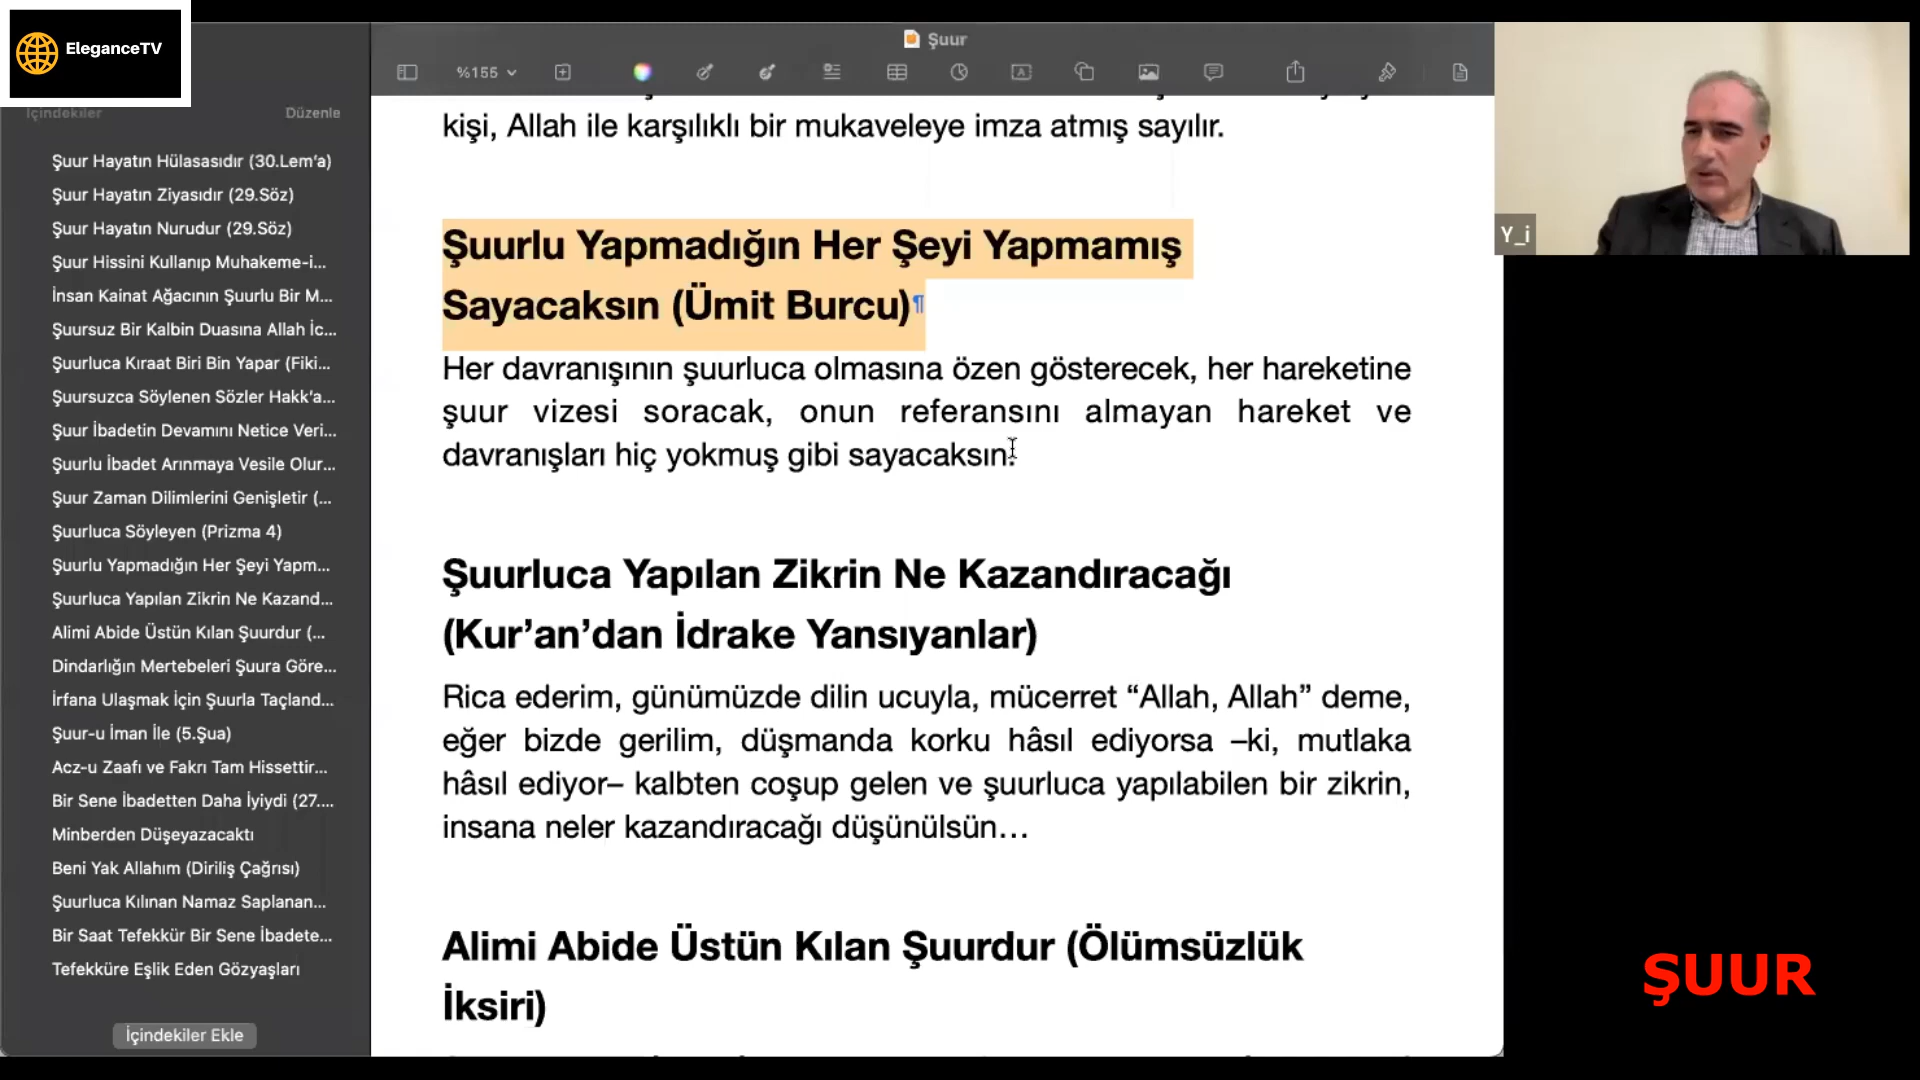 EleganceTV
İçindekiler
Düzenle
Şuur Hayatın Hülasasıdır (30.Lem’a)
Şuur Hayatın Ziyasıdır (29.Söz)
Şuur Hayatın Nurudur (29.Söz)
Şuur Hissini Kullanıp Muhakeme-i...
İnsan Kainat Ağacının Şuurlu Bir M...
Şuursuz Bir Kalbin Duasına Allah İc...
Şuurluca Kıraat Biri Bin Yapar (Fiki...
Şuursuzca Söylenen Sözler Hakk’a...
Şuur İbadetin Devamını Netice Veri...
Şuurlu İbadet Arınmaya Vesile Olur...
Şuur Zaman Dilimlerini Genişletir (...
Şuurluca Söyleyen (Prizma 4)
Şuurlu Yapmadığın Her Şeyi Yapm...
Şuurluca Yapılan Zikrin Ne Kazand...
Alimi Abide Üstün Kılan Şuurdur (...
Dindarlığın Mertebeleri Şuura Göre...
İrfana Ulaşmak İçin Şuurla Taçland...
Şuur-u İman İle (5.Şua)
Acz-u Zaafı ve Fakrı Tam Hissettir...
Bir Sene İbadetten Daha İyiydi (27....
Minberden Düşeyazacaktı
Beni Yak Allahım (Diriliş Çağrısı)
Şuurluca Kılınan Namaz Saplanan...
Bir Saat Tefekkür Bir Sene İbadete...
Tefekküre Eşlik Eden Gözyaşları
İçindekiler Ekle
Şuur
%155
kişi, Allah ile karşılıklı bir mukaveleye imza atmış sayılır.
Şuurlu Yapmadığın Her Şeyi Yapmamış
Sayacaksın (Ümit Burcu)¶
Her davranışının şuurluca olmasına özen gösterecek, her hareketine
şuur vizesi soracak, onun referansını almayan hareket ve
davranışları hiç yokmuş gibi sayacaksın.
Şuurluca Yapılan Zikrin Ne Kazandıracağı
(Kur’an’dan İdrake Yansıyanlar)
Rica ederim, günümüzde dilin ucuyla, mücerret “Allah, Allah” deme,
eğer bizde gerilim, düşmanda korku hâsıl ediyorsa –ki, mutlaka
hâsıl ediyor– kalbten coşup gelen ve şuurluca yapılabilen bir zikrin,
insana neler kazandıracağı düşünülsün…
Alimi Abide Üstün Kılan Şuurdur (Ölümsüzlük
İksiri)
Y_i
ŞUUR